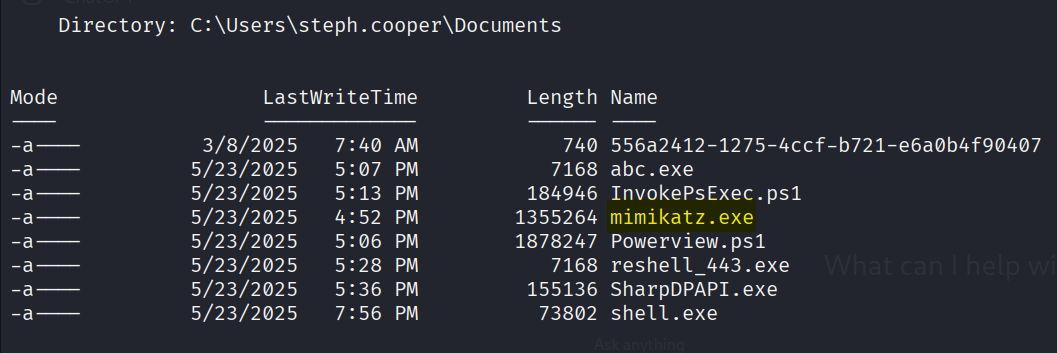 Directory: C:\Users\steph.cooper\Documents
Mode LastWriteTime Length Name
---- ------------- ------ ----
-a---- 3/8/2025 7:40 AM 740 556a2412-1275-4ccf-b721-e6a0b4f90407
-a---- 5/23/2025 5:07 PM 7168 abc.exe
-a---- 5/23/2025 5:13 PM 184946 InvokePsExec.ps1
-a---- 5/23/2025 4:52 PM 1355264 mimikatz.exe
-a---- 5/23/2025 5:06 PM 1878247 Powerview.ps1
-a---- 5/23/2025 5:28 PM 7168 reshell_443.exe
What can I help wi
-a---- 5/23/2025 5:36 PM 155136 SharpDPAPI.exe
-a---- 5/23/2025 7:56 PM 73802 shell.exe
Ask anything